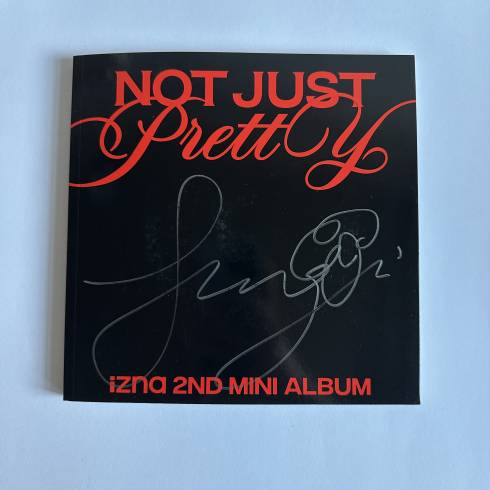 NOT JUST
Pretty
izna 2ND MINI ALBUM